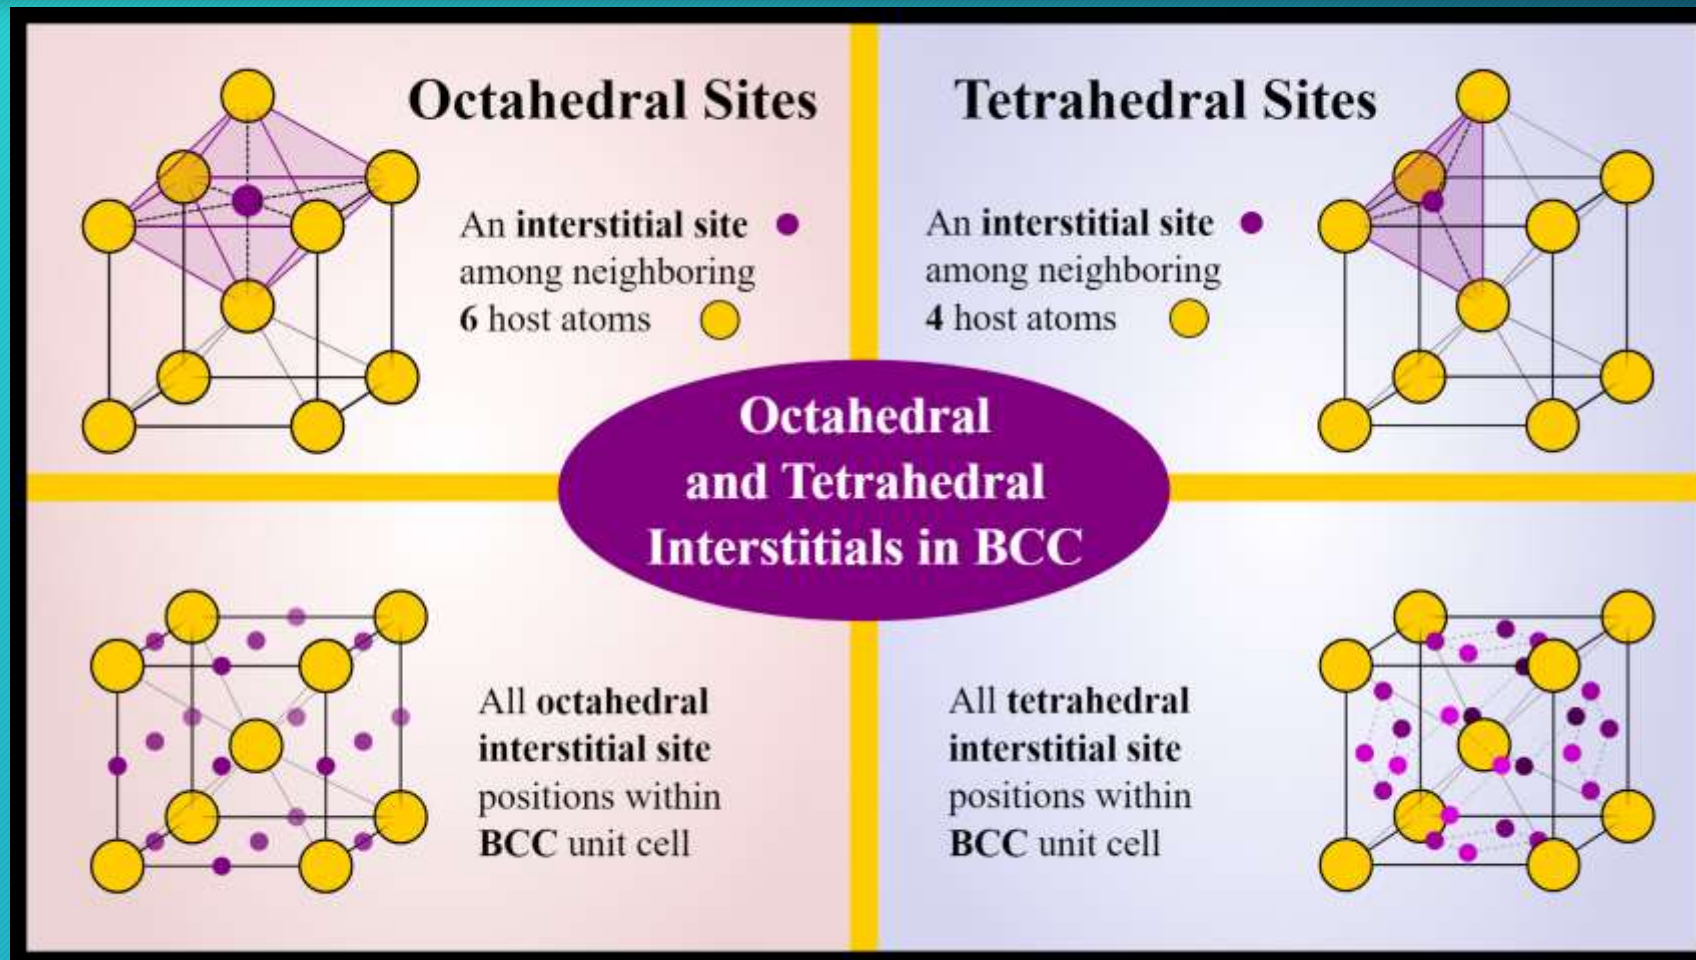 Octahedral Sites
An interstitial site
among neighboring
6 host atoms
Tetrahedral Sites
An interstitial site
among neighboring
4 host atoms
Octahedral
and Tetrahedral
Interstitials in BCC
All octahedral
interstitial site
positions within
BCC unit cell
All tetrahedral
interstitial site
positions within
BCC unit cell